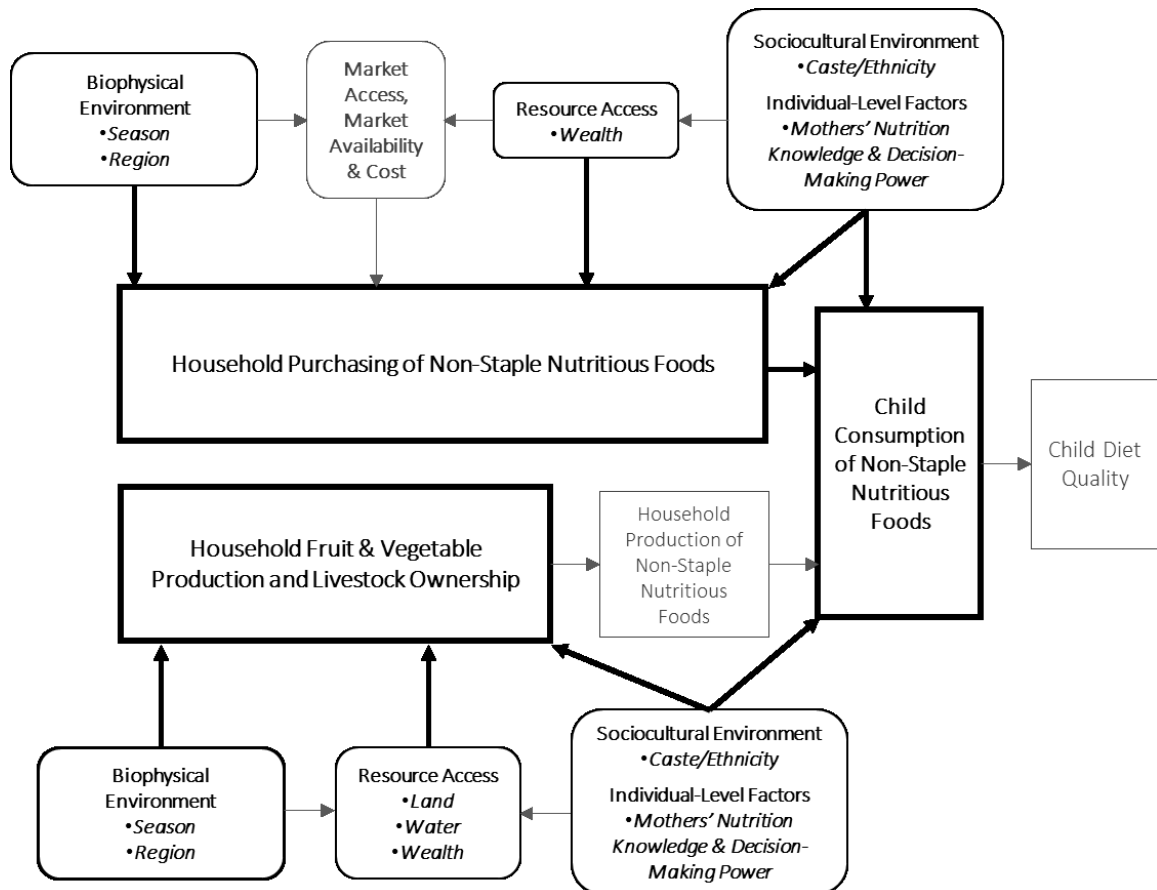 Biophysical
Environment
•Season
•Region
Market
Access,
Market
Availability
& Cost
Resource Access
•Wealth
Sociocultural Environment
•Caste/Ethnicity
Individual-Level Factors
•Mothers' Nutrition
Knowledge & Decision-
Making Power
Household Purchasing of Non-Staple Nutritious Foods
Child
Consumption
of Non-Staple
Nutritious
Foods
Child Diet
Quality
Household Fruit & Vegetable
Production and Livestock Ownership
Household
Production of
Non-Staple
Nutritious
Foods
Biophysical
Environment
•Season
•Region
Resource Access
•Land
•Water
•Wealth
Sociocultural Environment
•Caste/Ethnicity
Individual-Level Factors
•Mothers' Nutrition
Knowledge & Decision-
Making Power